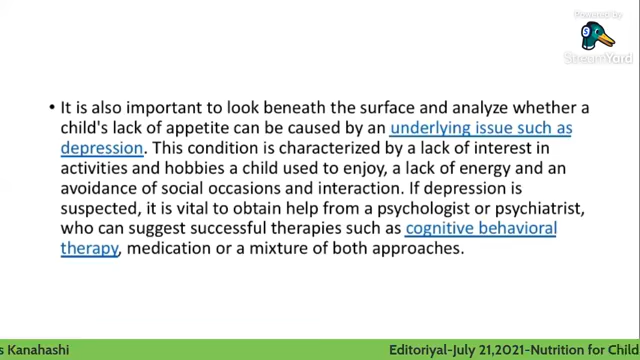 Powered by
StreamYard
• It is also important to look beneath the surface and analyze whether a
child's lack of appetite can be caused by an underlying issue such as
depression. This condition is characterized by a lack of interest in
activities and hobbies a child used to enjoy, a lack of energy and an
avoidance of social occasions and interaction. If depression is
suspected, it is vital to obtain help from a psychologist or psychiatrist,
who can suggest successful therapies such as cognitive behavioral
therapy, medication or a mixture of both approaches.
s Kanahashi Editoriyal-July 21,2021-Nutrition for Child